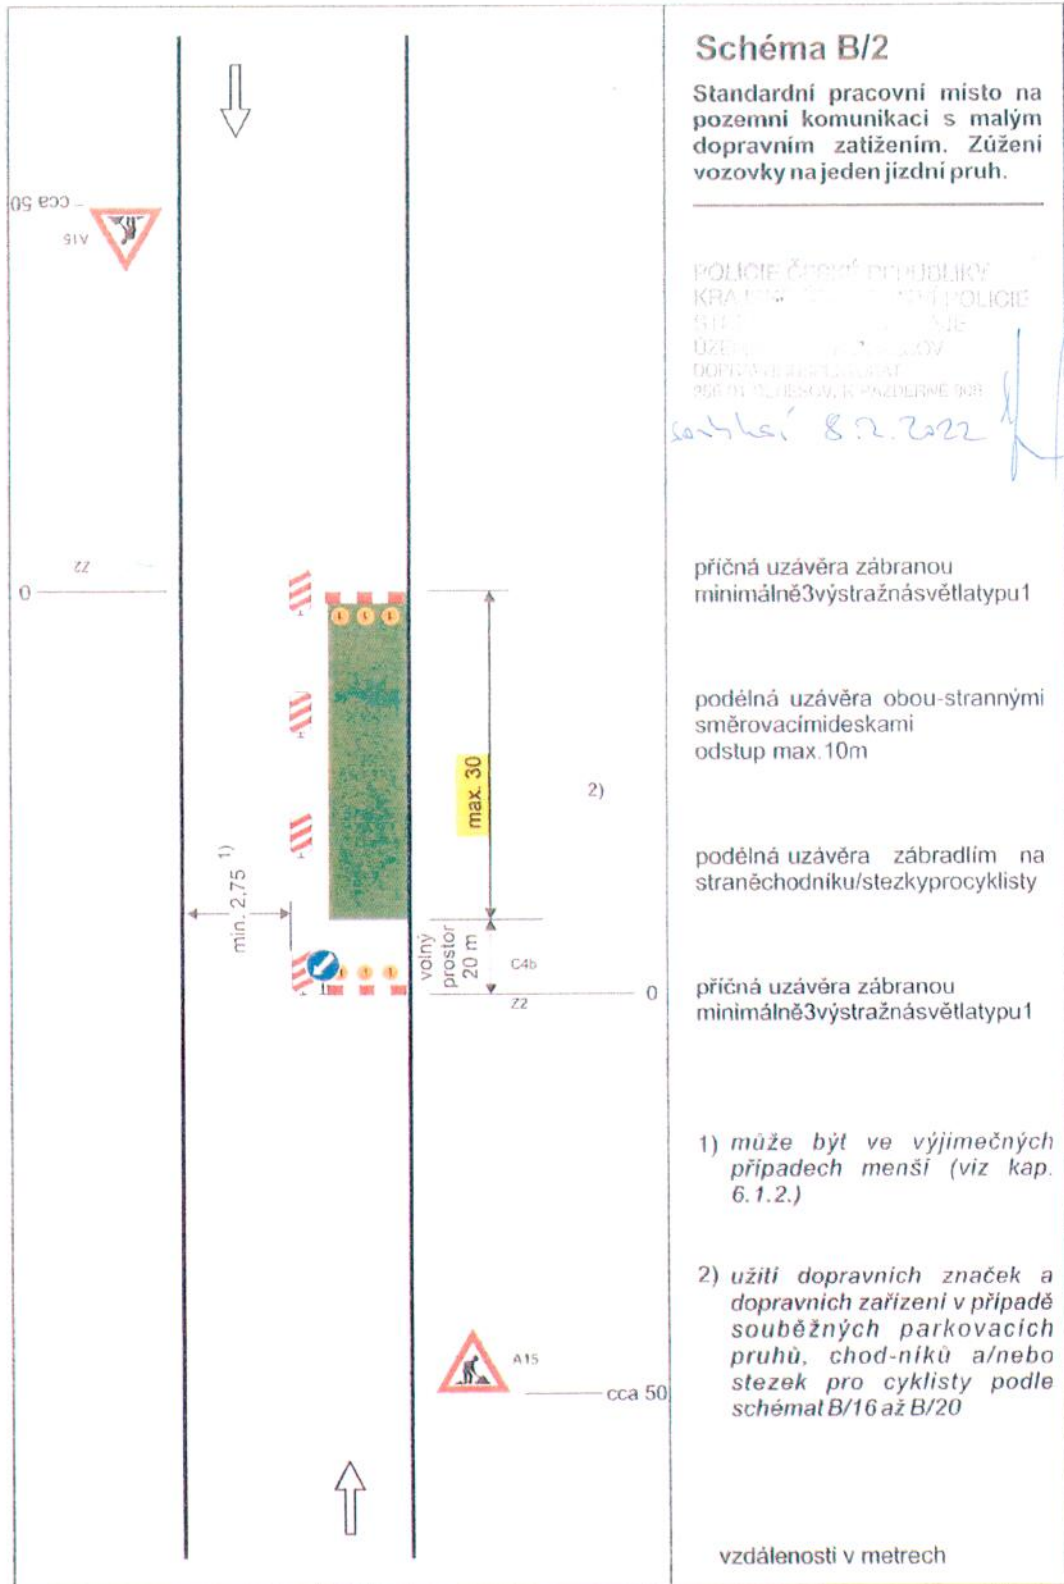 Schéma B/2
Standardní pracovní místo na
pozemní komunikaci s malým
dopravním zatížením. Zúžení
vozovky na jeden jízdní pruh.
POLICIE ČESKÉ REPUBLIKY
POLICIE
8.2.2022
cca 50
A15
Z2
0
příčná uzávěra zábranou
minimálně3výstražnásvětlatypu1
podélná uzávěra obou-strannými
směrovacímideskami
odstup max.10m
max. 30
2)
podélná uzávěra zábradlím na
straněchodníku/stezkyprocyklisty
min. 2,75 1)
volný
prostor
20 m
C4b
Z2
0
příčná uzávěra zábranou
minimálně3výstražnásvětlatypu1
1) může být ve výjimečných
případech menší (viz kap.
6.1.2.)
2) užití dopravních značek a
dopravních zařízení v případě
souběžných parkovacích
pruhů, chod-níků a/nebo
stezek pro cyklisty podle
schémat B/16 až B/20
A15
cca 50
vzdálenosti v metrech